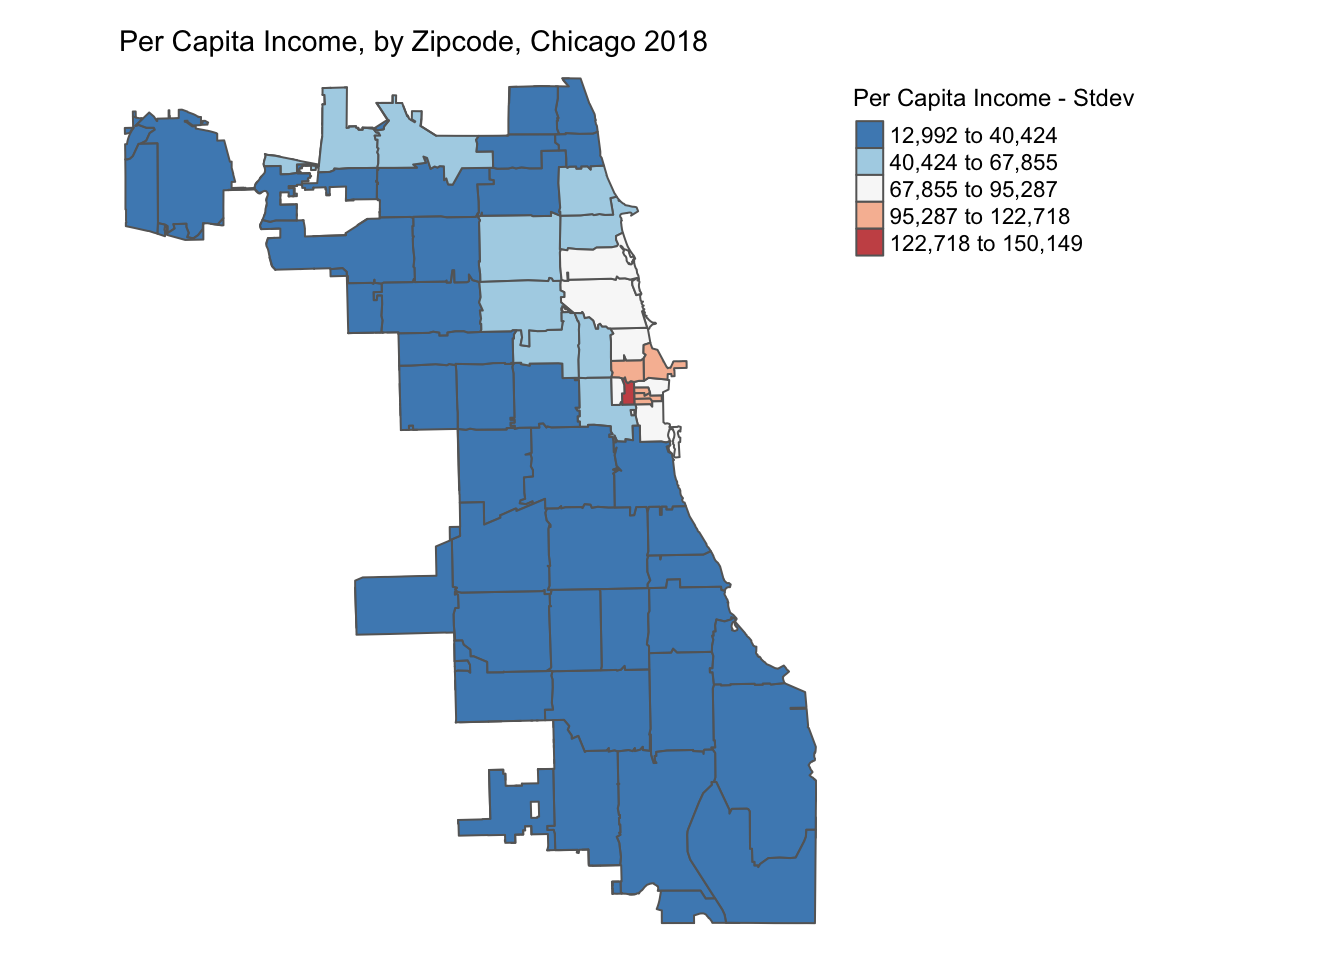 Per Capita Income, by Zipcode, Chicago 2018
Per Capita Income - Stdev
12,992 to 40,424
40,424 to 67,855
67,855 to 95,287
95,287 to 122,718
122,718 to 150,149